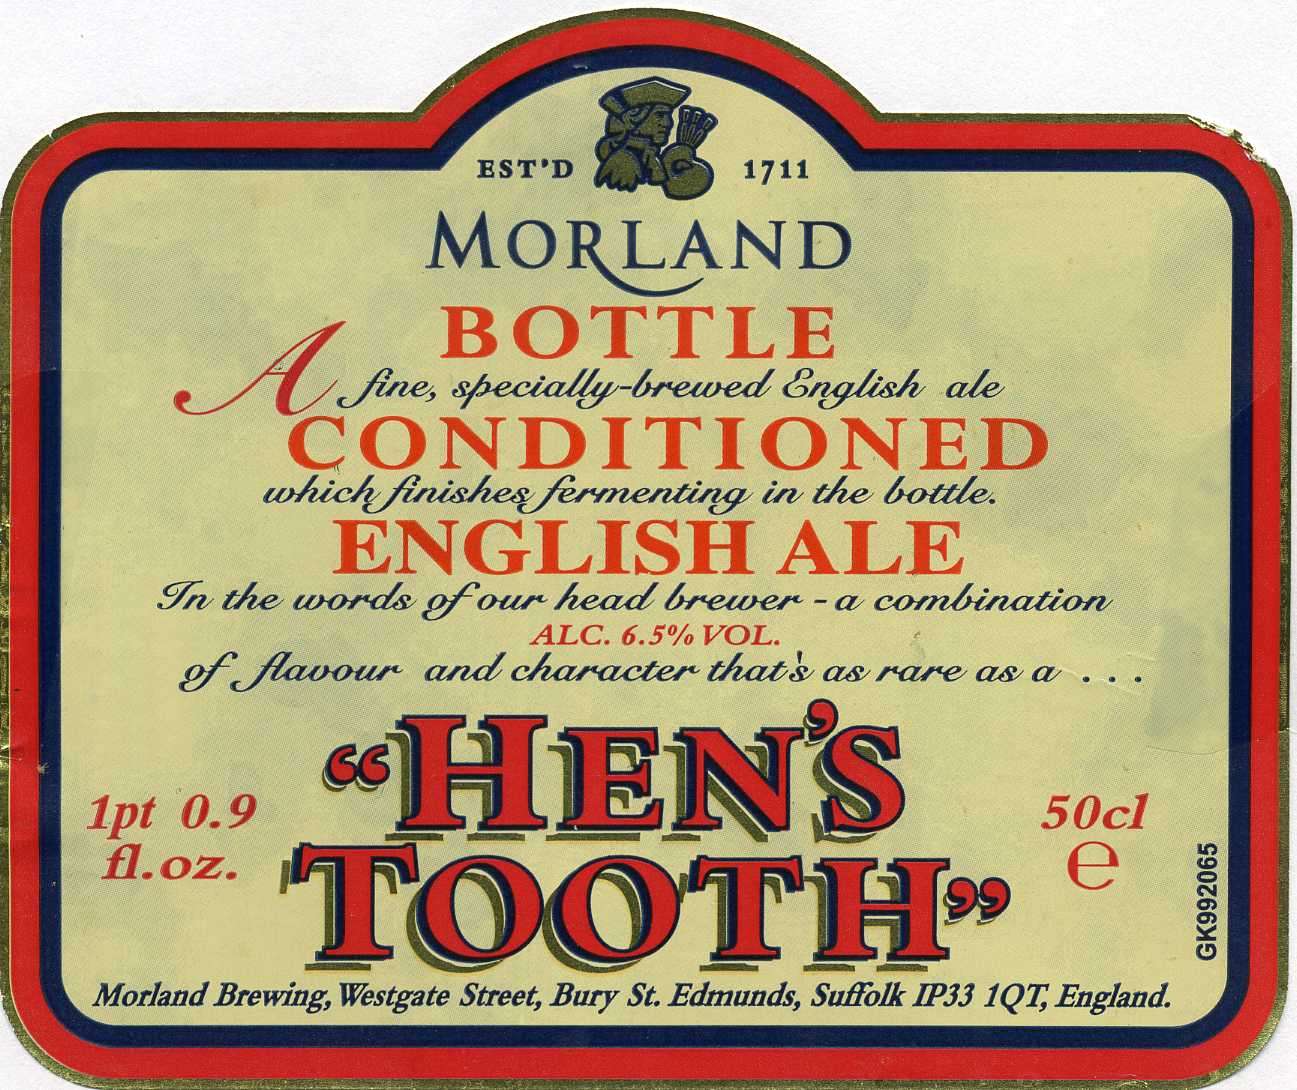 EST'D 1711
MORLAND
BOTTLE
A fine, specially-brewed English ale
CONDITIONED
which finishes fermenting in the bottle.
ENGLISH ALE
In the words of our head brewer - a combination
ALC. 6.5% VOL.
of flavour and character that's as rare as a . . .
“HEN'S
TOOTH”
1pt 0.9
fl.oz.
50cl
℮
GK992065
Morland Brewing, Westgate Street, Bury St. Edmunds, Suffolk IP33 1QT, England.